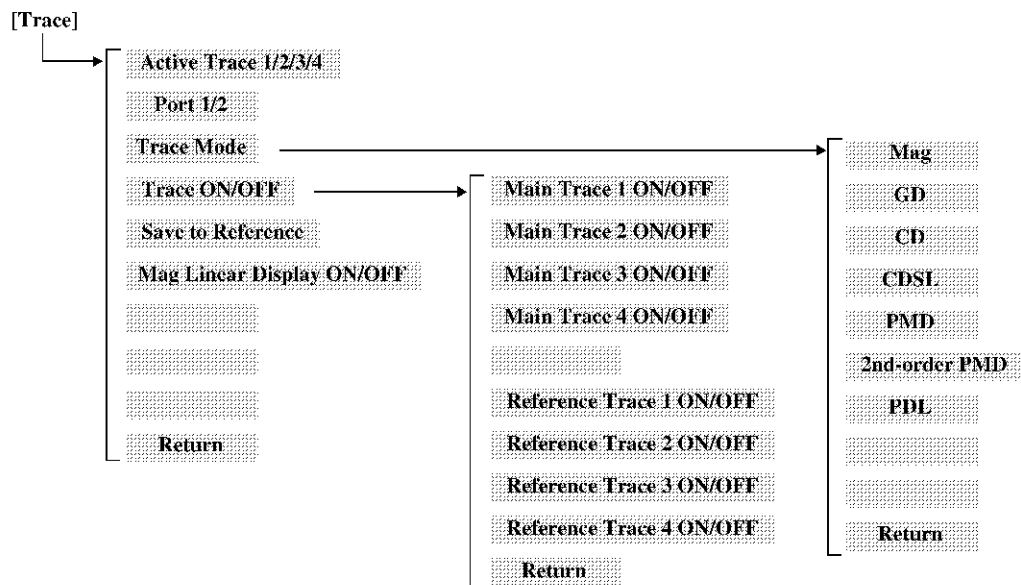 [Trace]
Active Trace 1/2/3/4
Port 1/2
Trace Mode
Trace ON/OFF
Save to Reference
Mag Linear Display ON/OFF
Return
Main Trace 1 ON/OFF
Main Trace 2 ON/OFF
Main Trace 3 ON/OFF
Main Trace 4 ON/OFF
Reference Trace 1 ON/OFF
Reference Trace 2 ON/OFF
Reference Trace 3 ON/OFF
Reference Trace 4 ON/OFF
Return
Mag
GD
CD
CDSL
PMD
2nd-order PMD
PDL
Return